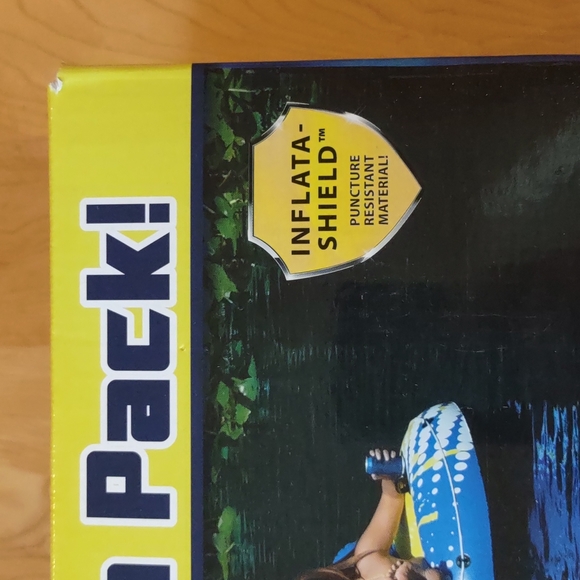 Pack!
INFLATA-
SHIELD™
PUNCTURE
RESISTANT
MATERIAL!